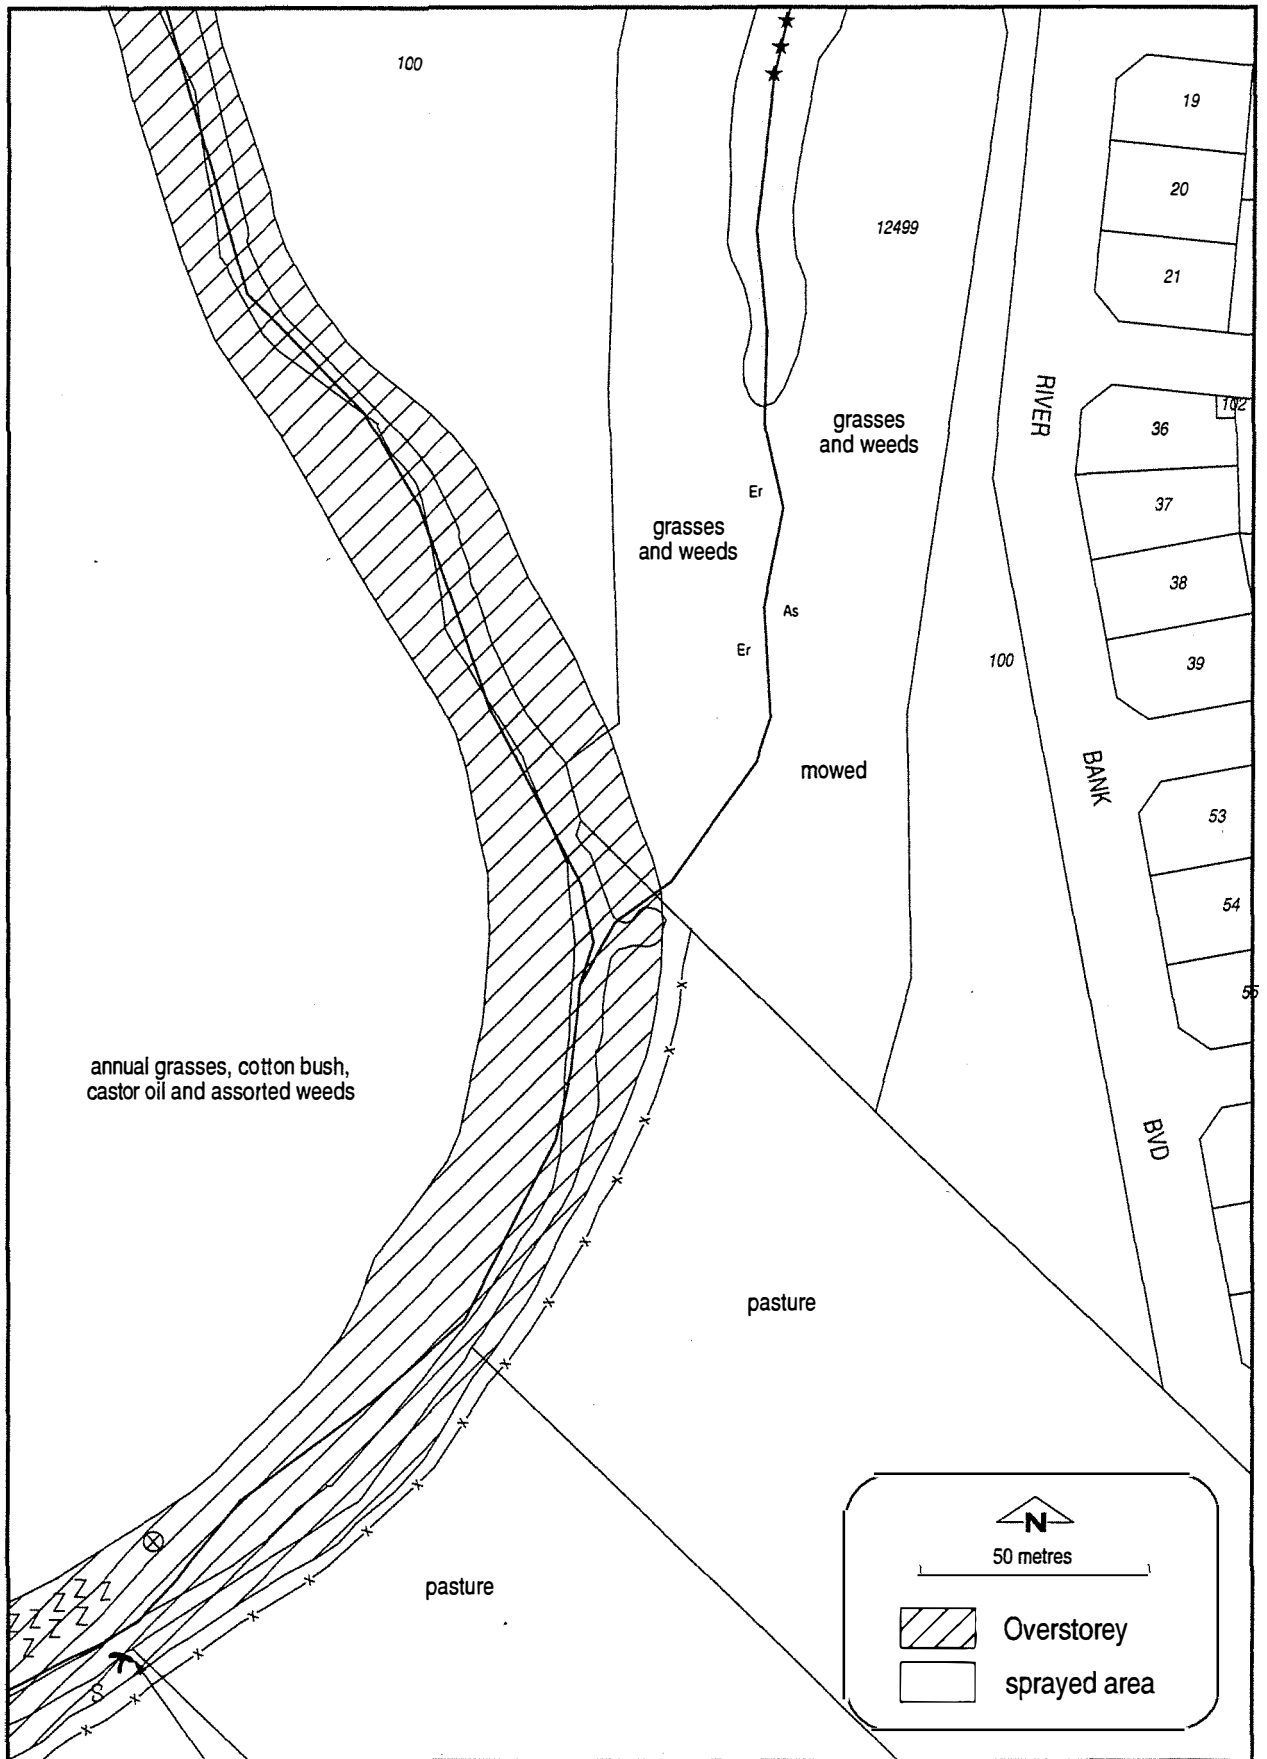 100
19
20
12499
21
RIVER
102
grasses
and weeds
36
Er
37
grasses
and weeds
38
As
Er
100
39
mowed
BANK
53
54
55
annual grasses, cotton bush,
castor oil and assorted weeds
BVD
pasture
N
50 metres
pasture
Overstorey
sprayed area
S